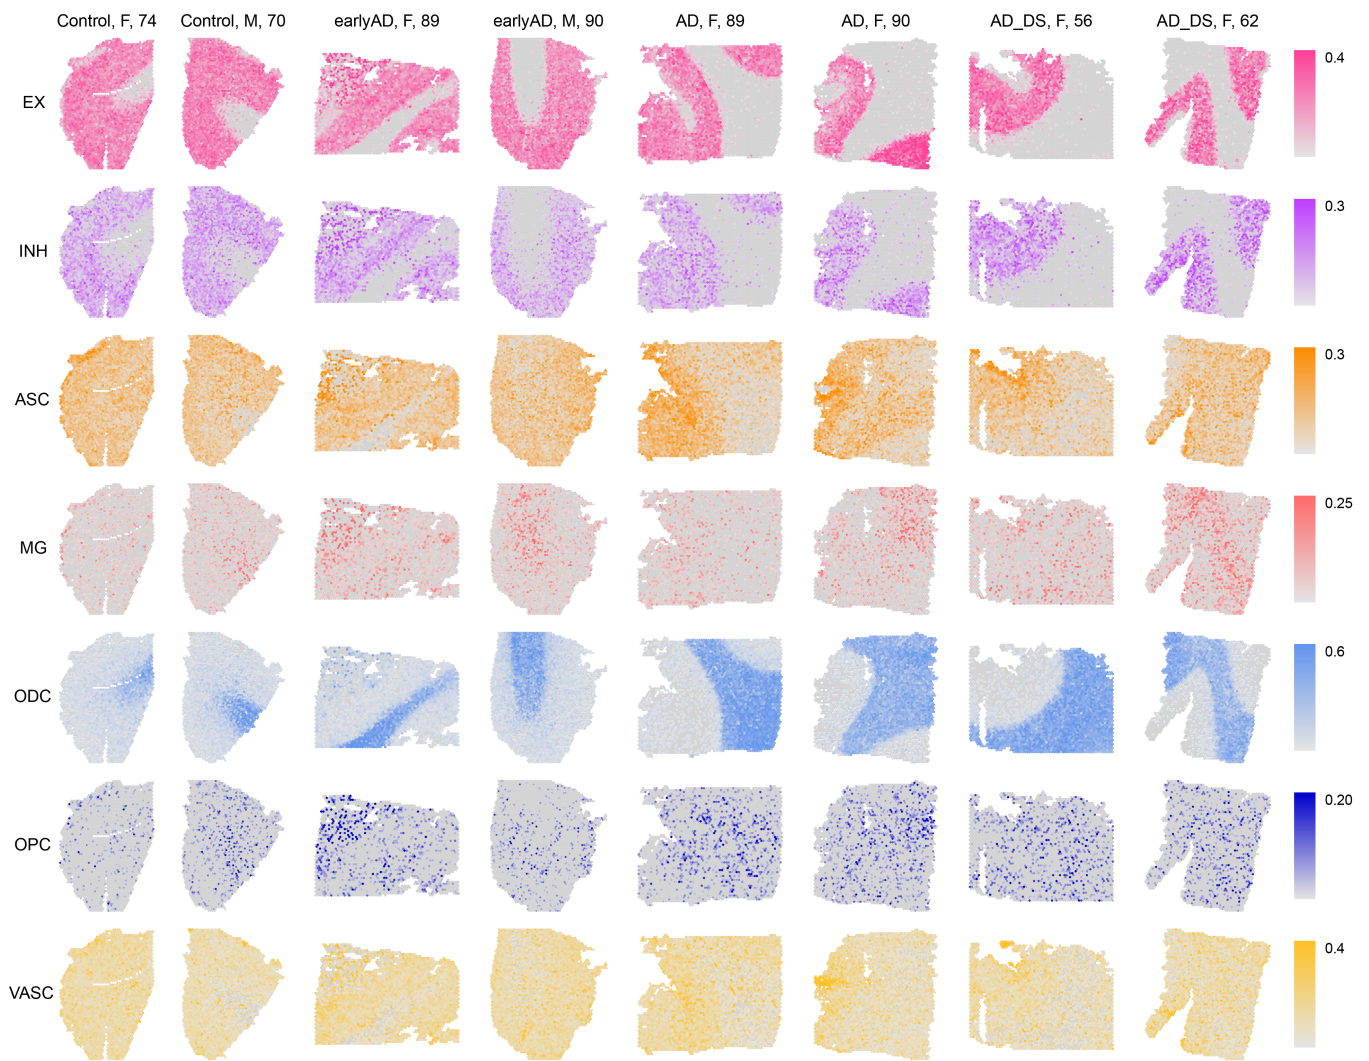 Control, F, 74 Control, M, 70 earlyAD, F, 89 earlyAD, M, 90 AD, F, 89 AD, F, 90 AD_DS, F, 56 AD_DS, F, 62
EX 0.4
INH 0.3
ASC 0.3
MG 0.25
ODC 0.6
OPC 0.20
VASC 0.4